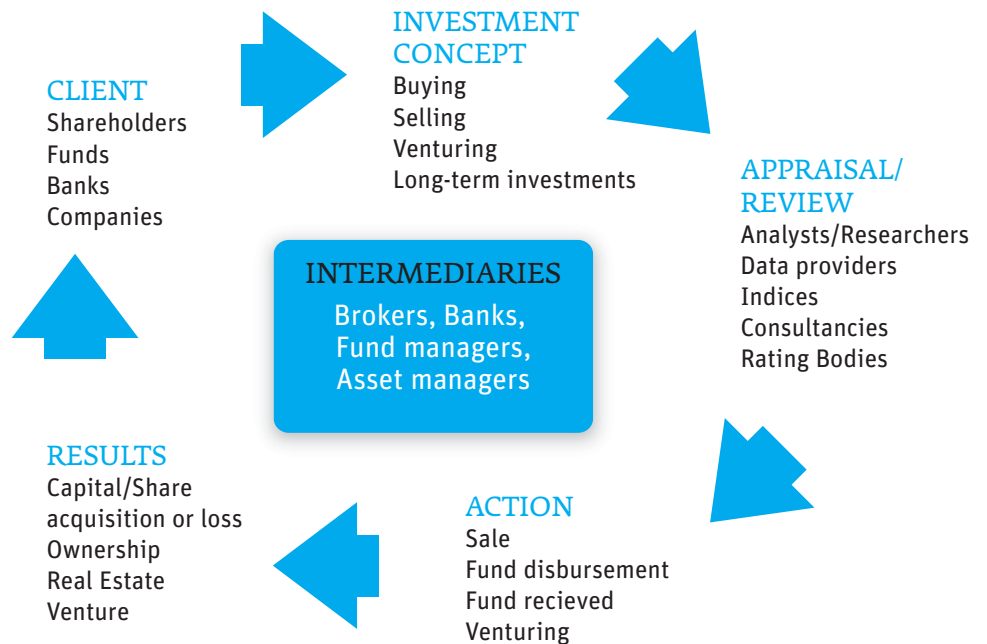 CLIENT
Shareholders
Funds
Banks
Companies
INVESTMENT
CONCEPT
Buying
Selling
Venturing
Long-term investments
APPRAISAL/
REVIEW
Analysts/Researchers
Data providers
Indices
Consultancies
Rating Bodies
INTERMEDIARIES
Brokers, Banks,
Fund managers,
Asset managers
ACTION
Sale
Fund disbursement
Fund recieved
Venturing
RESULTS
Capital/Share
acquisition or loss
Ownership
Real Estate
Venture